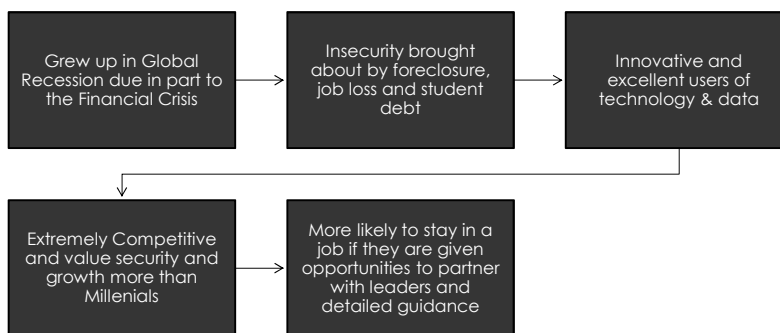 Grew up in Global
Recession due in part to
the Financial Crisis
Insecurity brought
about by foreclosure,
job loss and student
debt
Innovative and
excellent users of
technology & data
Extremely Competitive
and value security and
growth more than
Millenials
More likely to stay in a
job if they are given
opportunities to partner
with leaders and
detailed guidance